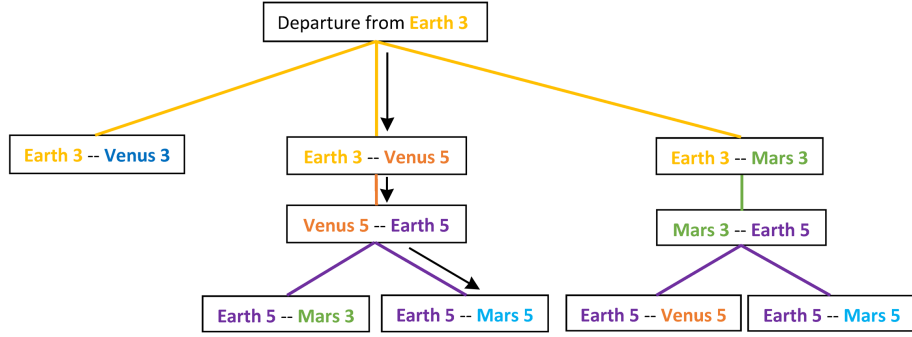 Departure from Earth 3
Earth 3 -- Venus 3
Earth 3 -- Venus 5
Earth 3 -- Mars 3
Venus 5 -- Earth 5
Mars 3 -- Earth 5
Earth 5 -- Mars 3
Earth 5 -- Mars 5
Earth 5 -- Venus 5
Earth 5 -- Mars 5